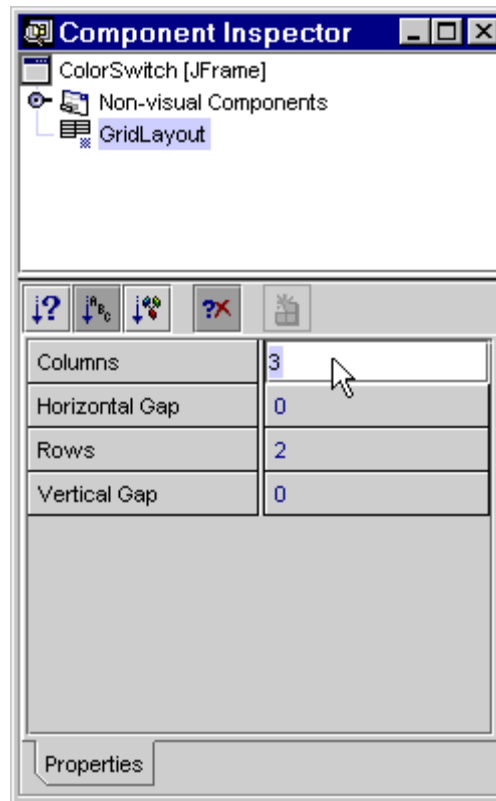 Component Inspector
ColorSwitch [JFrame]
Non-visual Components
GridLayout
Columns 3
Horizontal Gap 0
Rows 2
Vertical Gap 0
Properties